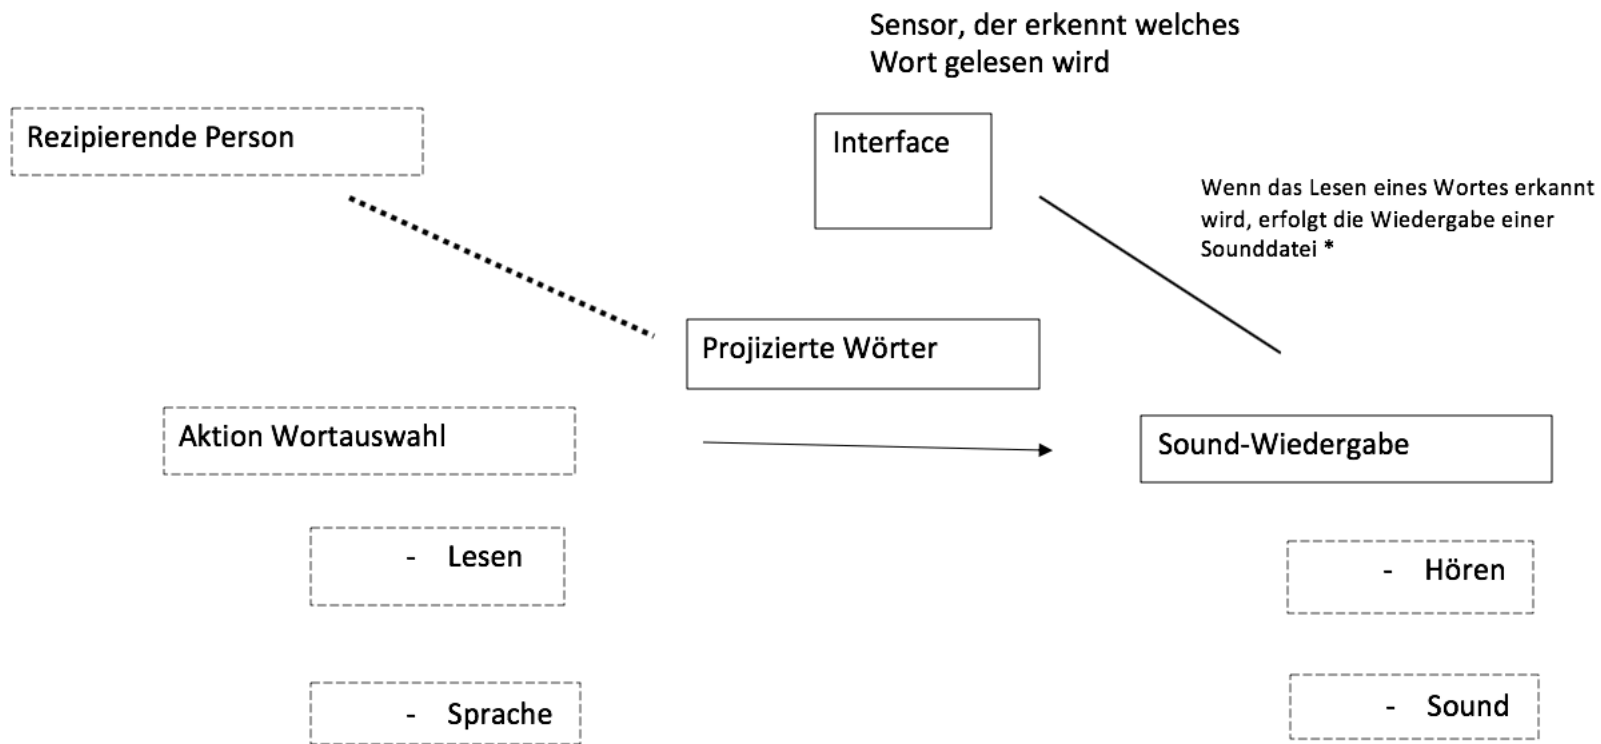 Sensor, der erkennt welches
Wort gelesen wird
Rezipierende Person
Interface
Wenn das Lesen eines Wortes erkannt
wird, erfolgt die Wiedergabe einer
Sounddatei *
Projizierte Wörter
Aktion Wortauswahl
Sound-Wiedergabe
- Lesen
- Hören
- Sprache
- Sound